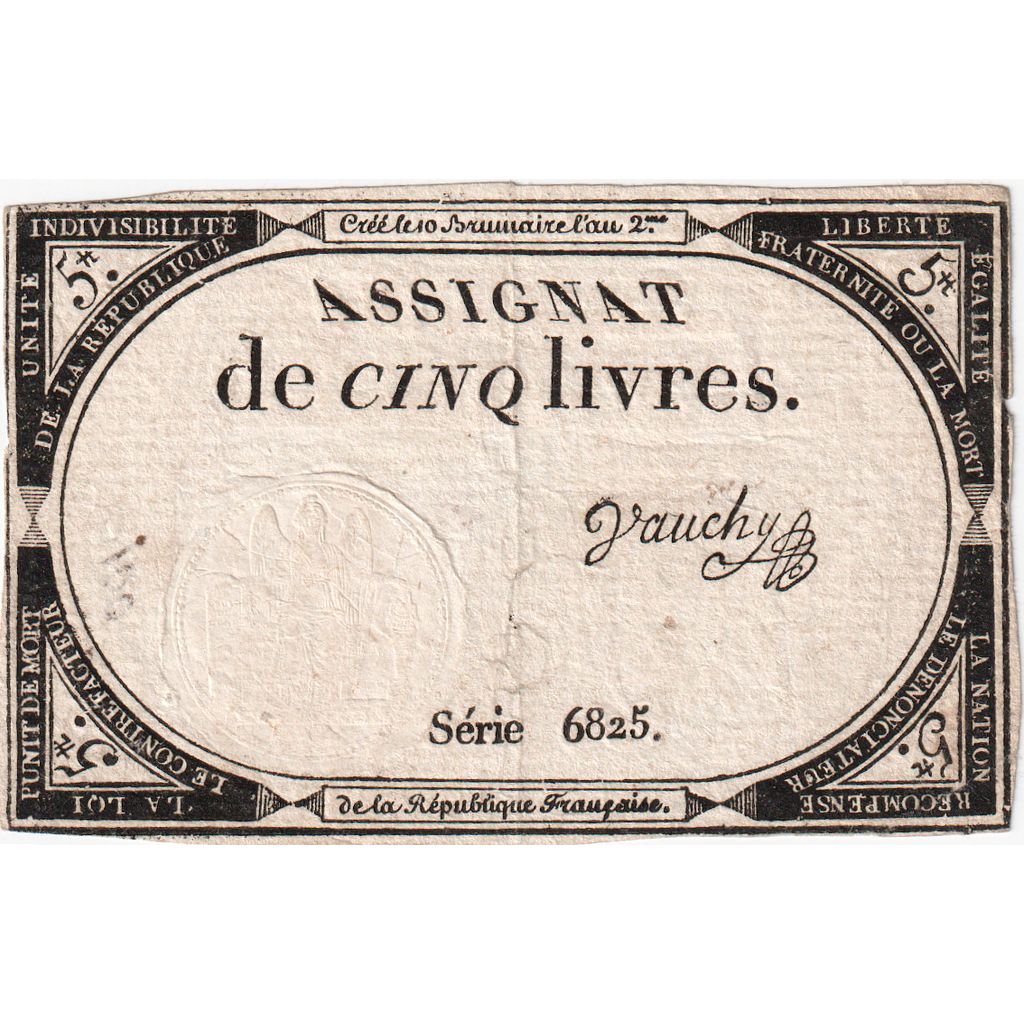 UNITE
INDIVISIBILITÉ
DE LA RÉPUBLIQUE
5#.
Créé le 10 Brumaire l'an 2.me
LIBERTE
EGALITE
FRATERNITE OU LA MORT
5#.
ASSIGNAT
de CINQ livres.
Vauchy
Série 6825.
LA LOI
PUNIT DE MORT
LE CONTREFACTEUR
5#.
de la République Française.
LA NATION
RECOMPENSE
LE DENONCIATEUR
5#.